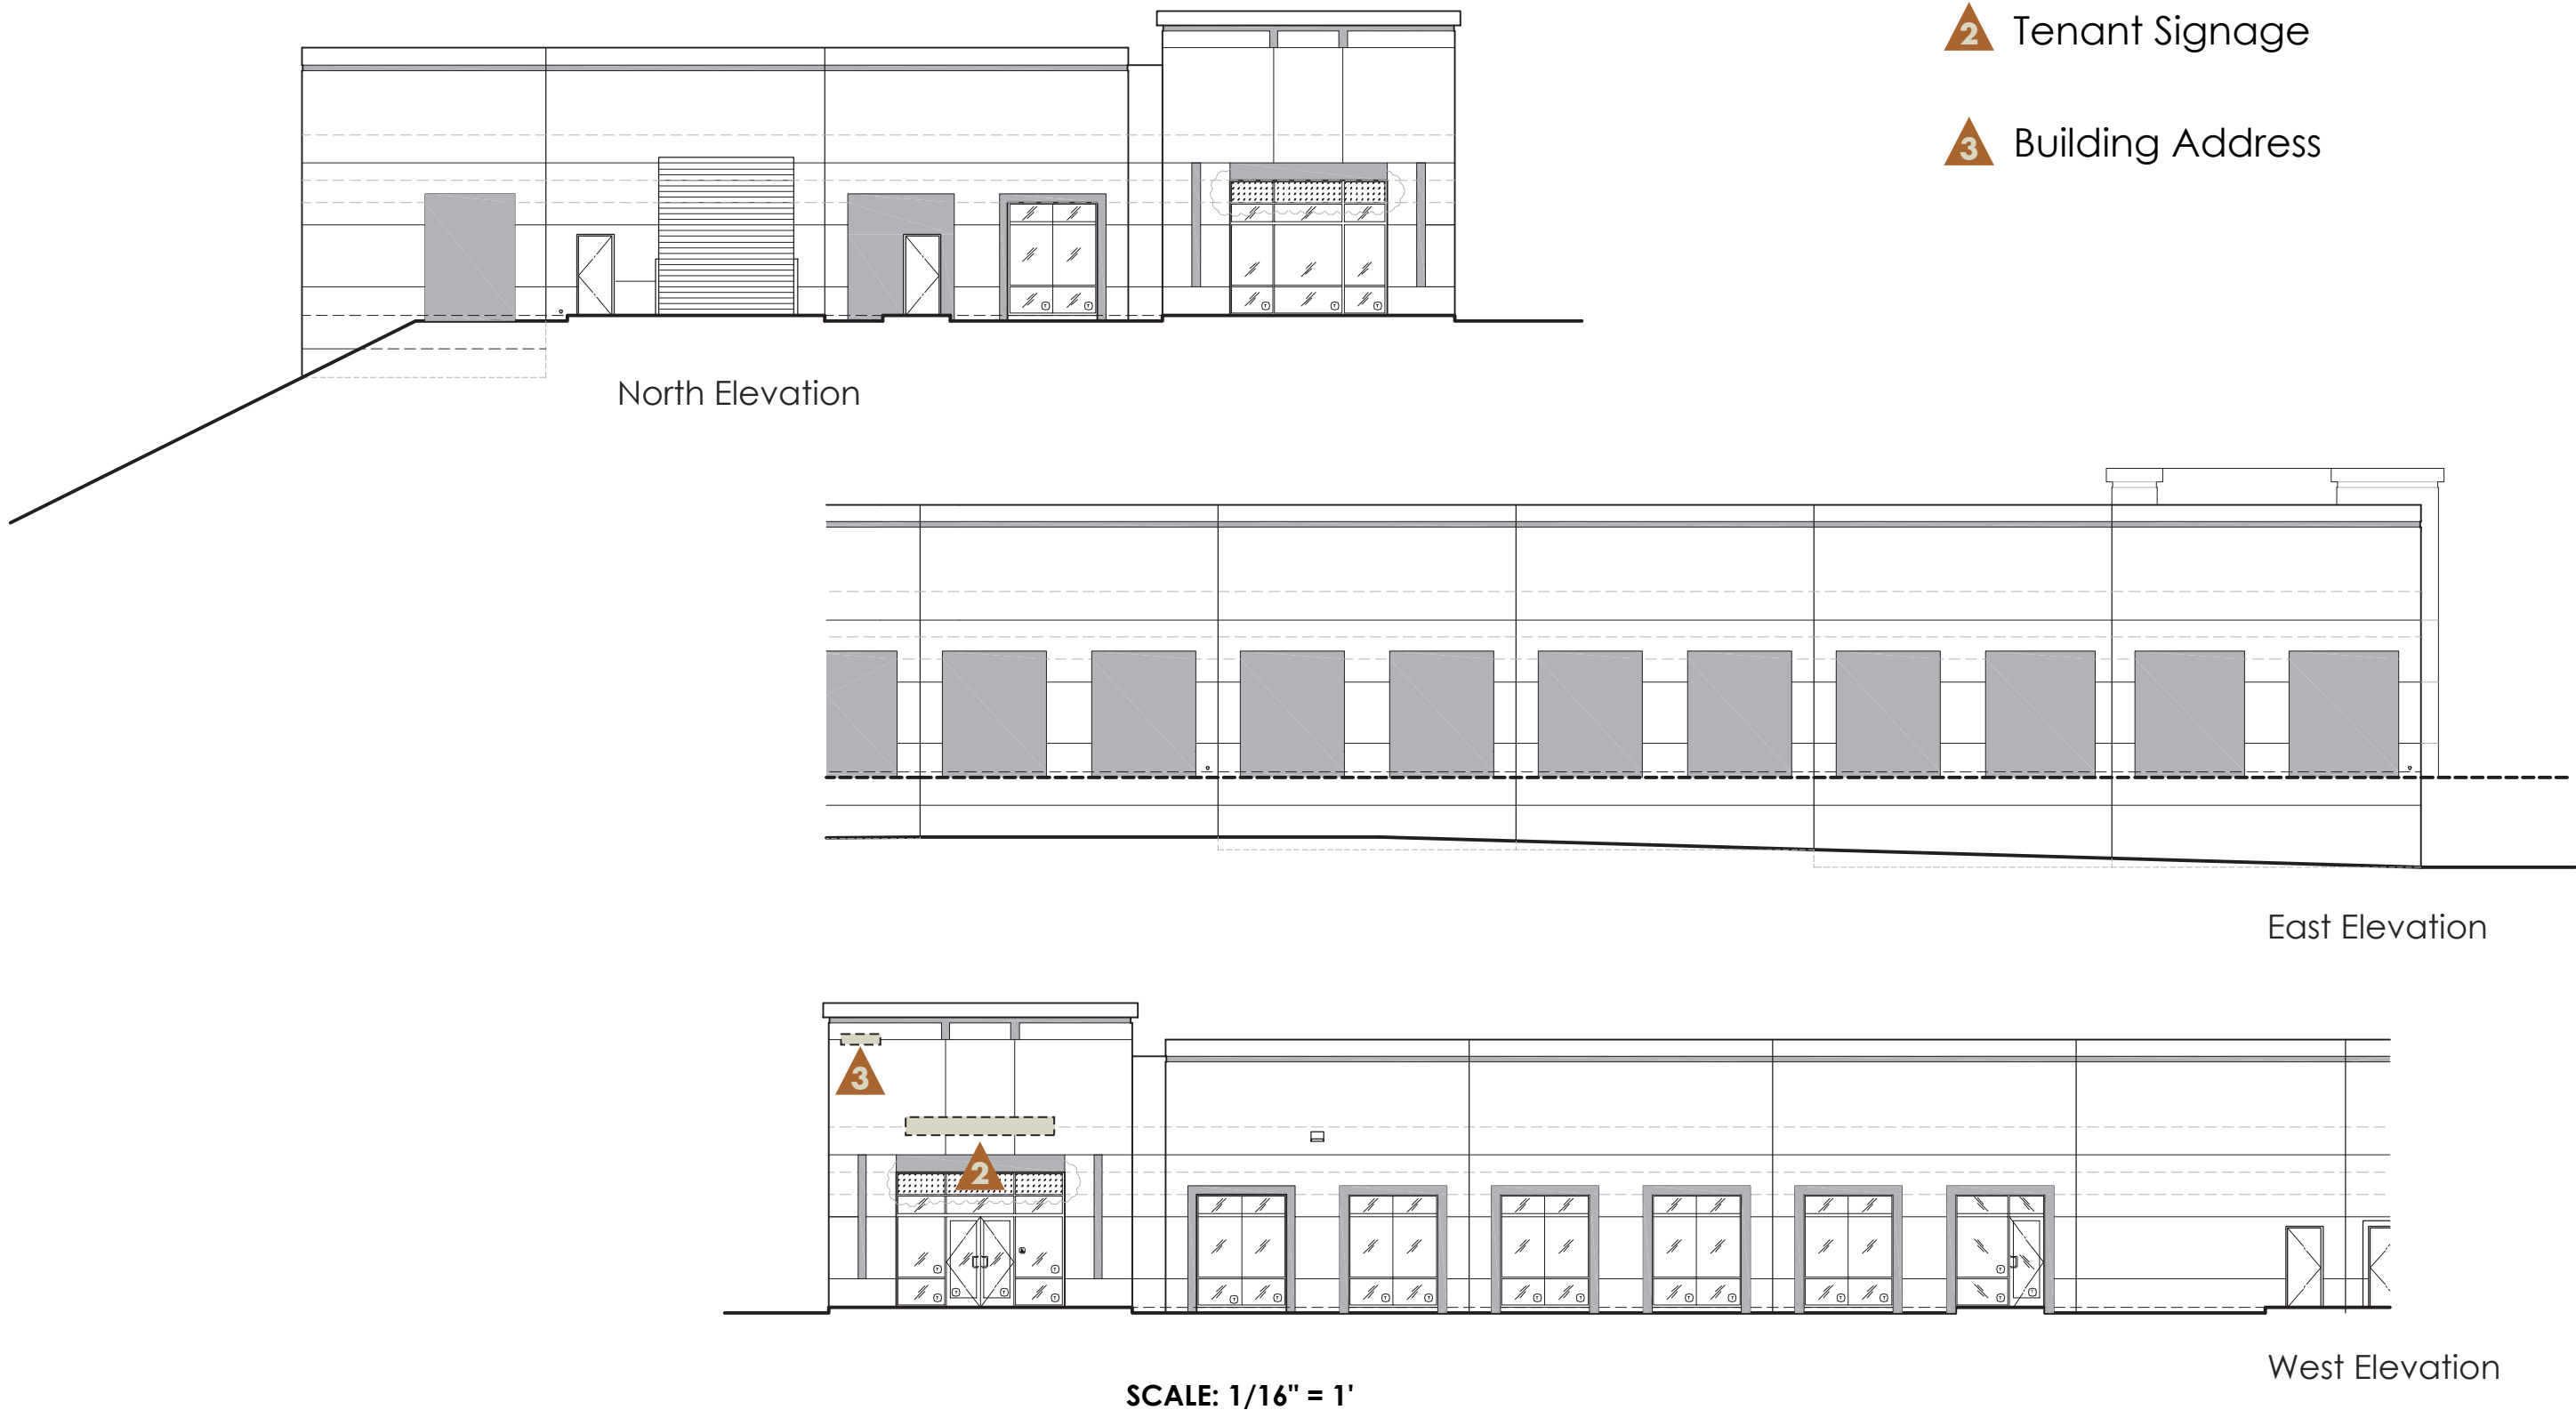 2 Tenant Signage
3 Building Address
North Elevation
East Elevation
3
2
West Elevation
SCALE: 1/16" = 1'